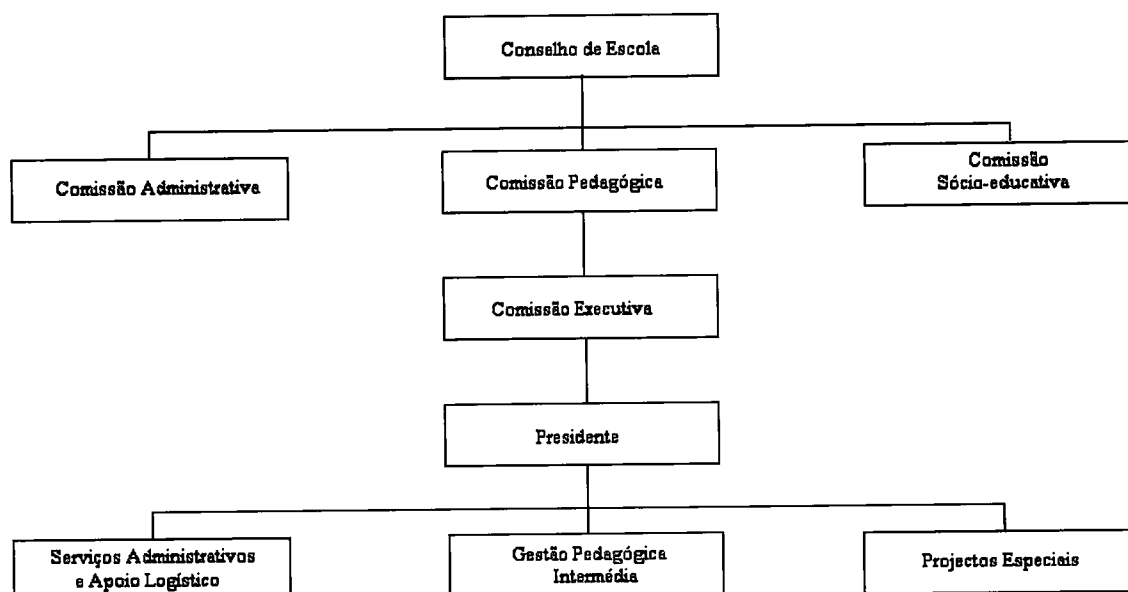 Conselho de Escola
Comissão Administrativa
Comissão Pedagógica
Comissão
Sócio-educativa
Comissão Executiva
Presidente
Serviços Administrativos
e Apoio Logístico
Gestão Pedagógica
Intermédia
Projectos Especiais